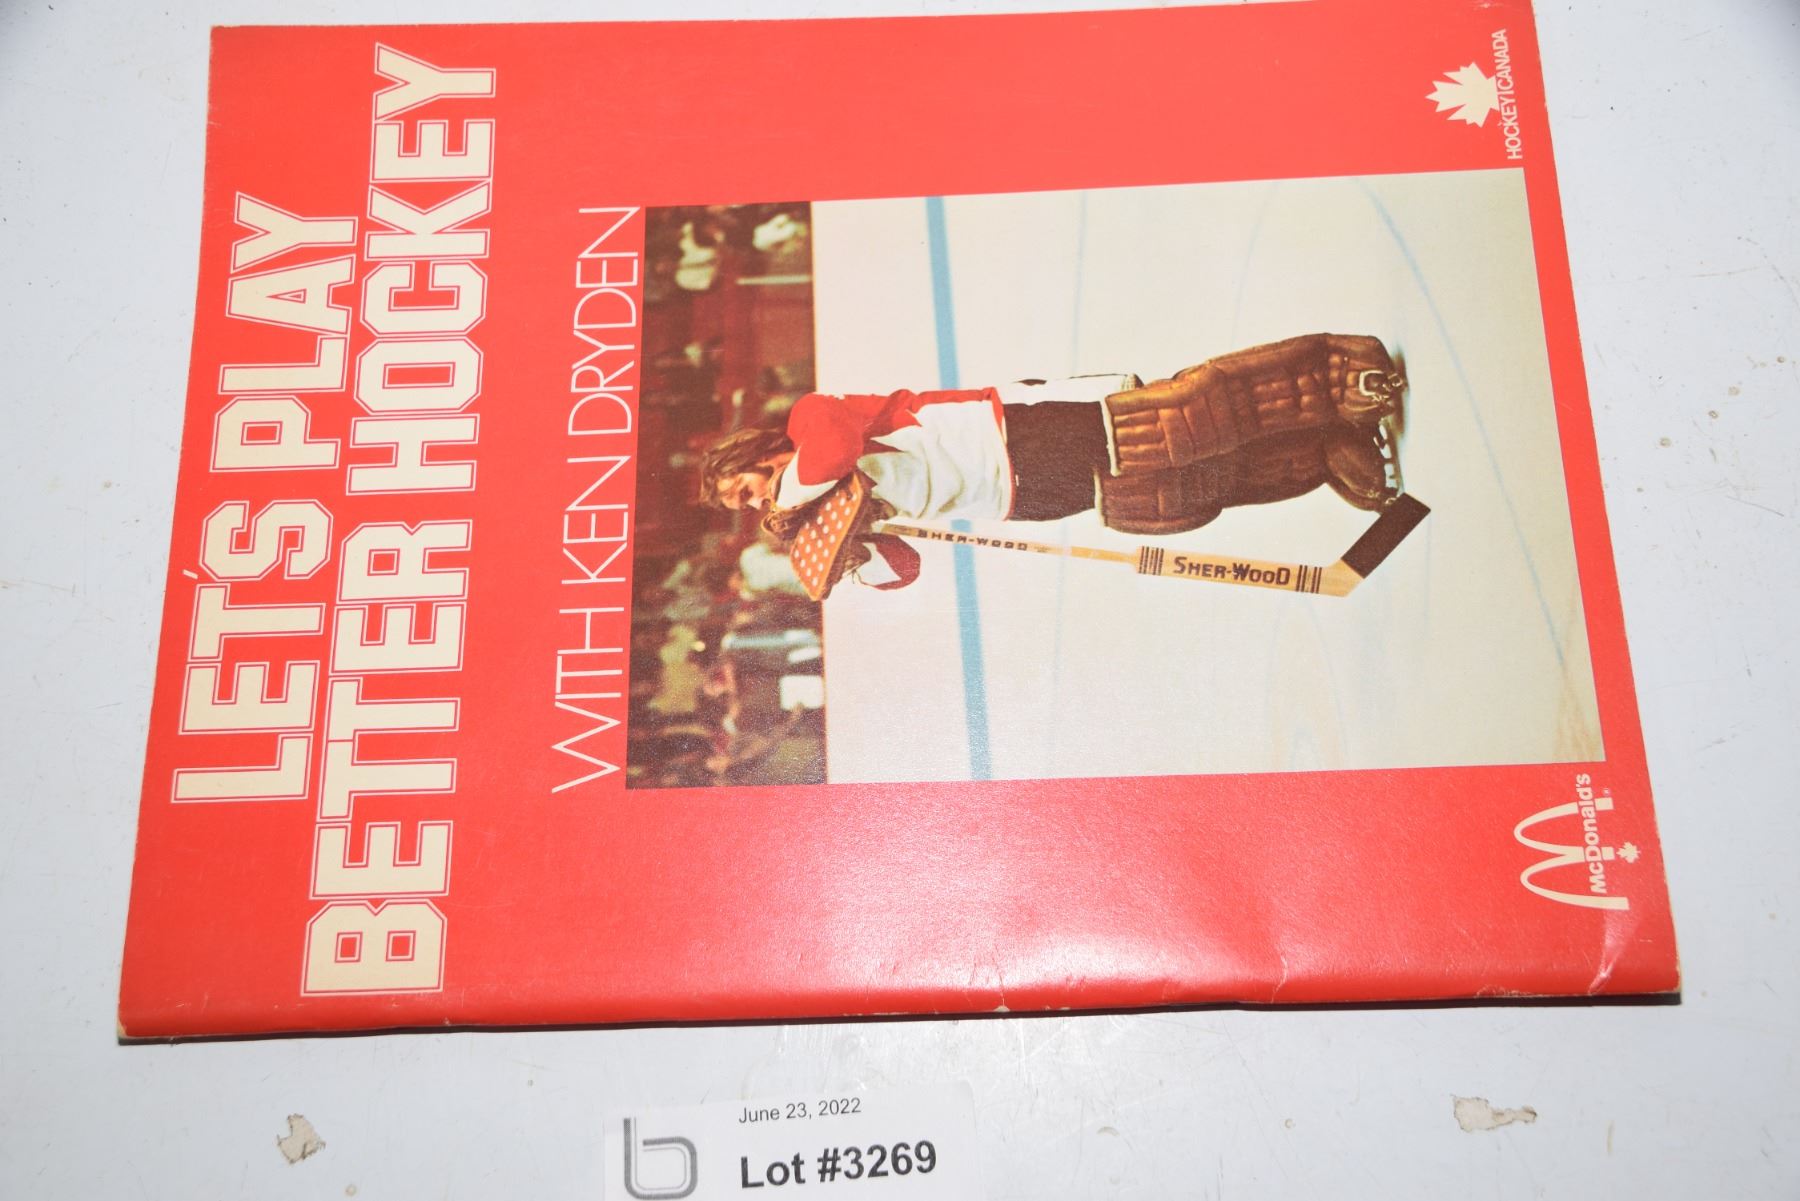 LET'S PLAY
BETTER HOCKEY
WITH KEN DRYDEN
SHER-WOOD
SHER-WOOD
McDonald's
HOCKEY CANADA
June 23, 2022
Lot #3269